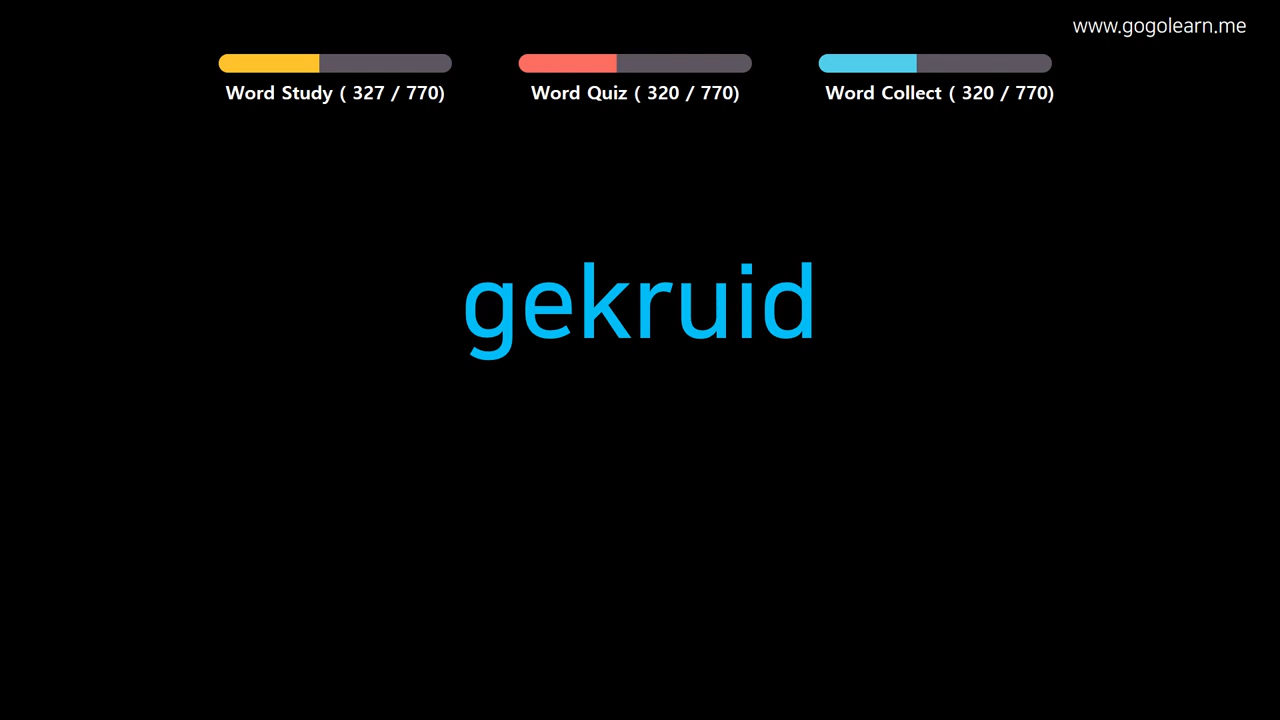 www.gogolearn.me
Word Study ( 327 / 770)
Word Quiz ( 320 / 770)
Word Collect ( 320 / 770)
gekruid